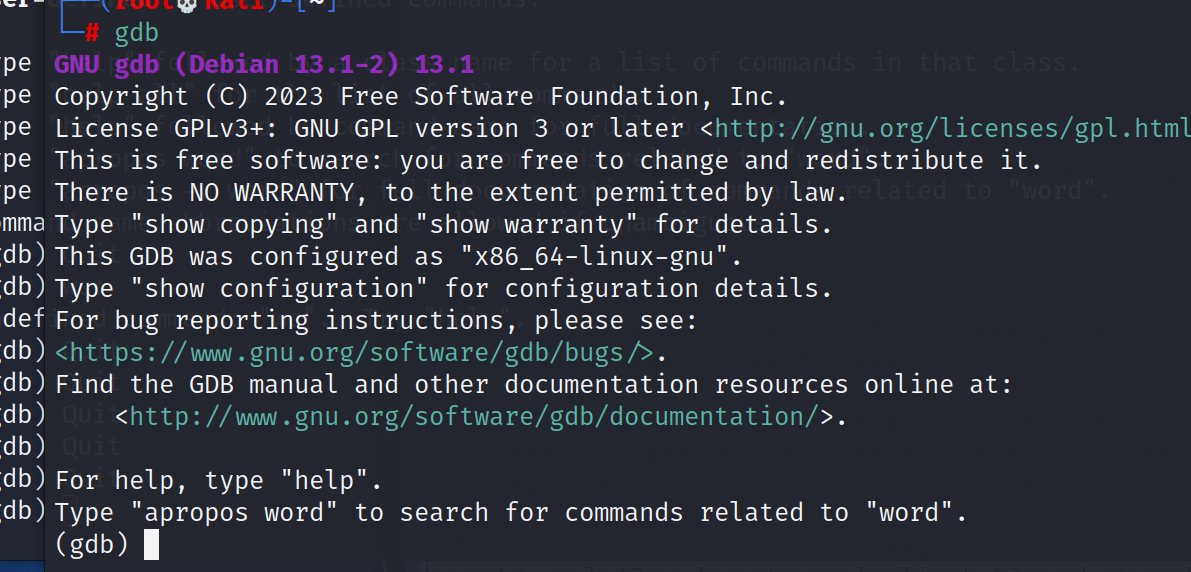 ┌──(root💀Kali)-[~]
└─# gdb
GNU gdb (Debian 13.1-2) 13.1
Copyright (C) 2023 Free Software Foundation, Inc.
License GPLv3+: GNU GPL version 3 or later <http://gnu.org/licenses/gpl.html
This is free software: you are free to change and redistribute it.
There is NO WARRANTY, to the extent permitted by law.
Type "show copying" and "show warranty" for details.
This GDB was configured as "x86_64-linux-gnu".
Type "show configuration" for configuration details.
For bug reporting instructions, please see:
<https://www.gnu.org/software/gdb/bugs/>.
Find the GDB manual and other documentation resources online at:
<http://www.gnu.org/software/gdb/documentation/>.
For help, type "help".
Type "apropos word" to search for commands related to "word".
(gdb)